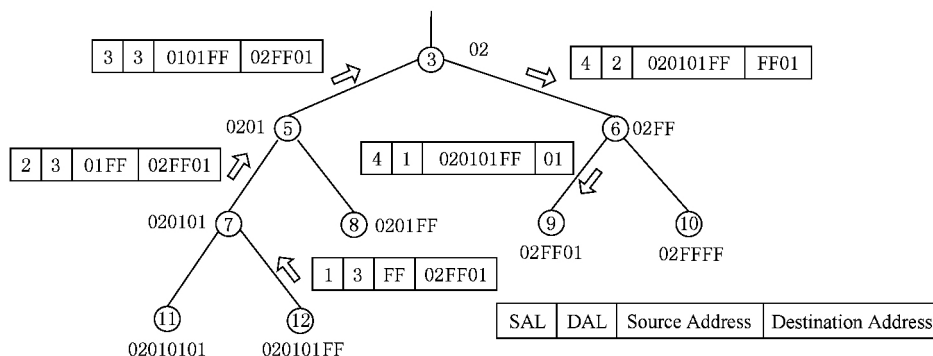 3 3 0101FF 02FF01
3 02
4 2 020101FF FF01
0201 5
6 02FF
2 3 01FF 02FF01
4 1 020101FF 01
020101 7
8 0201FF
9
10
02FF01
02FFFF
1 3 FF 02FF01
11
12
02010101
020101FF
SAL DAL Source Address Destination Address